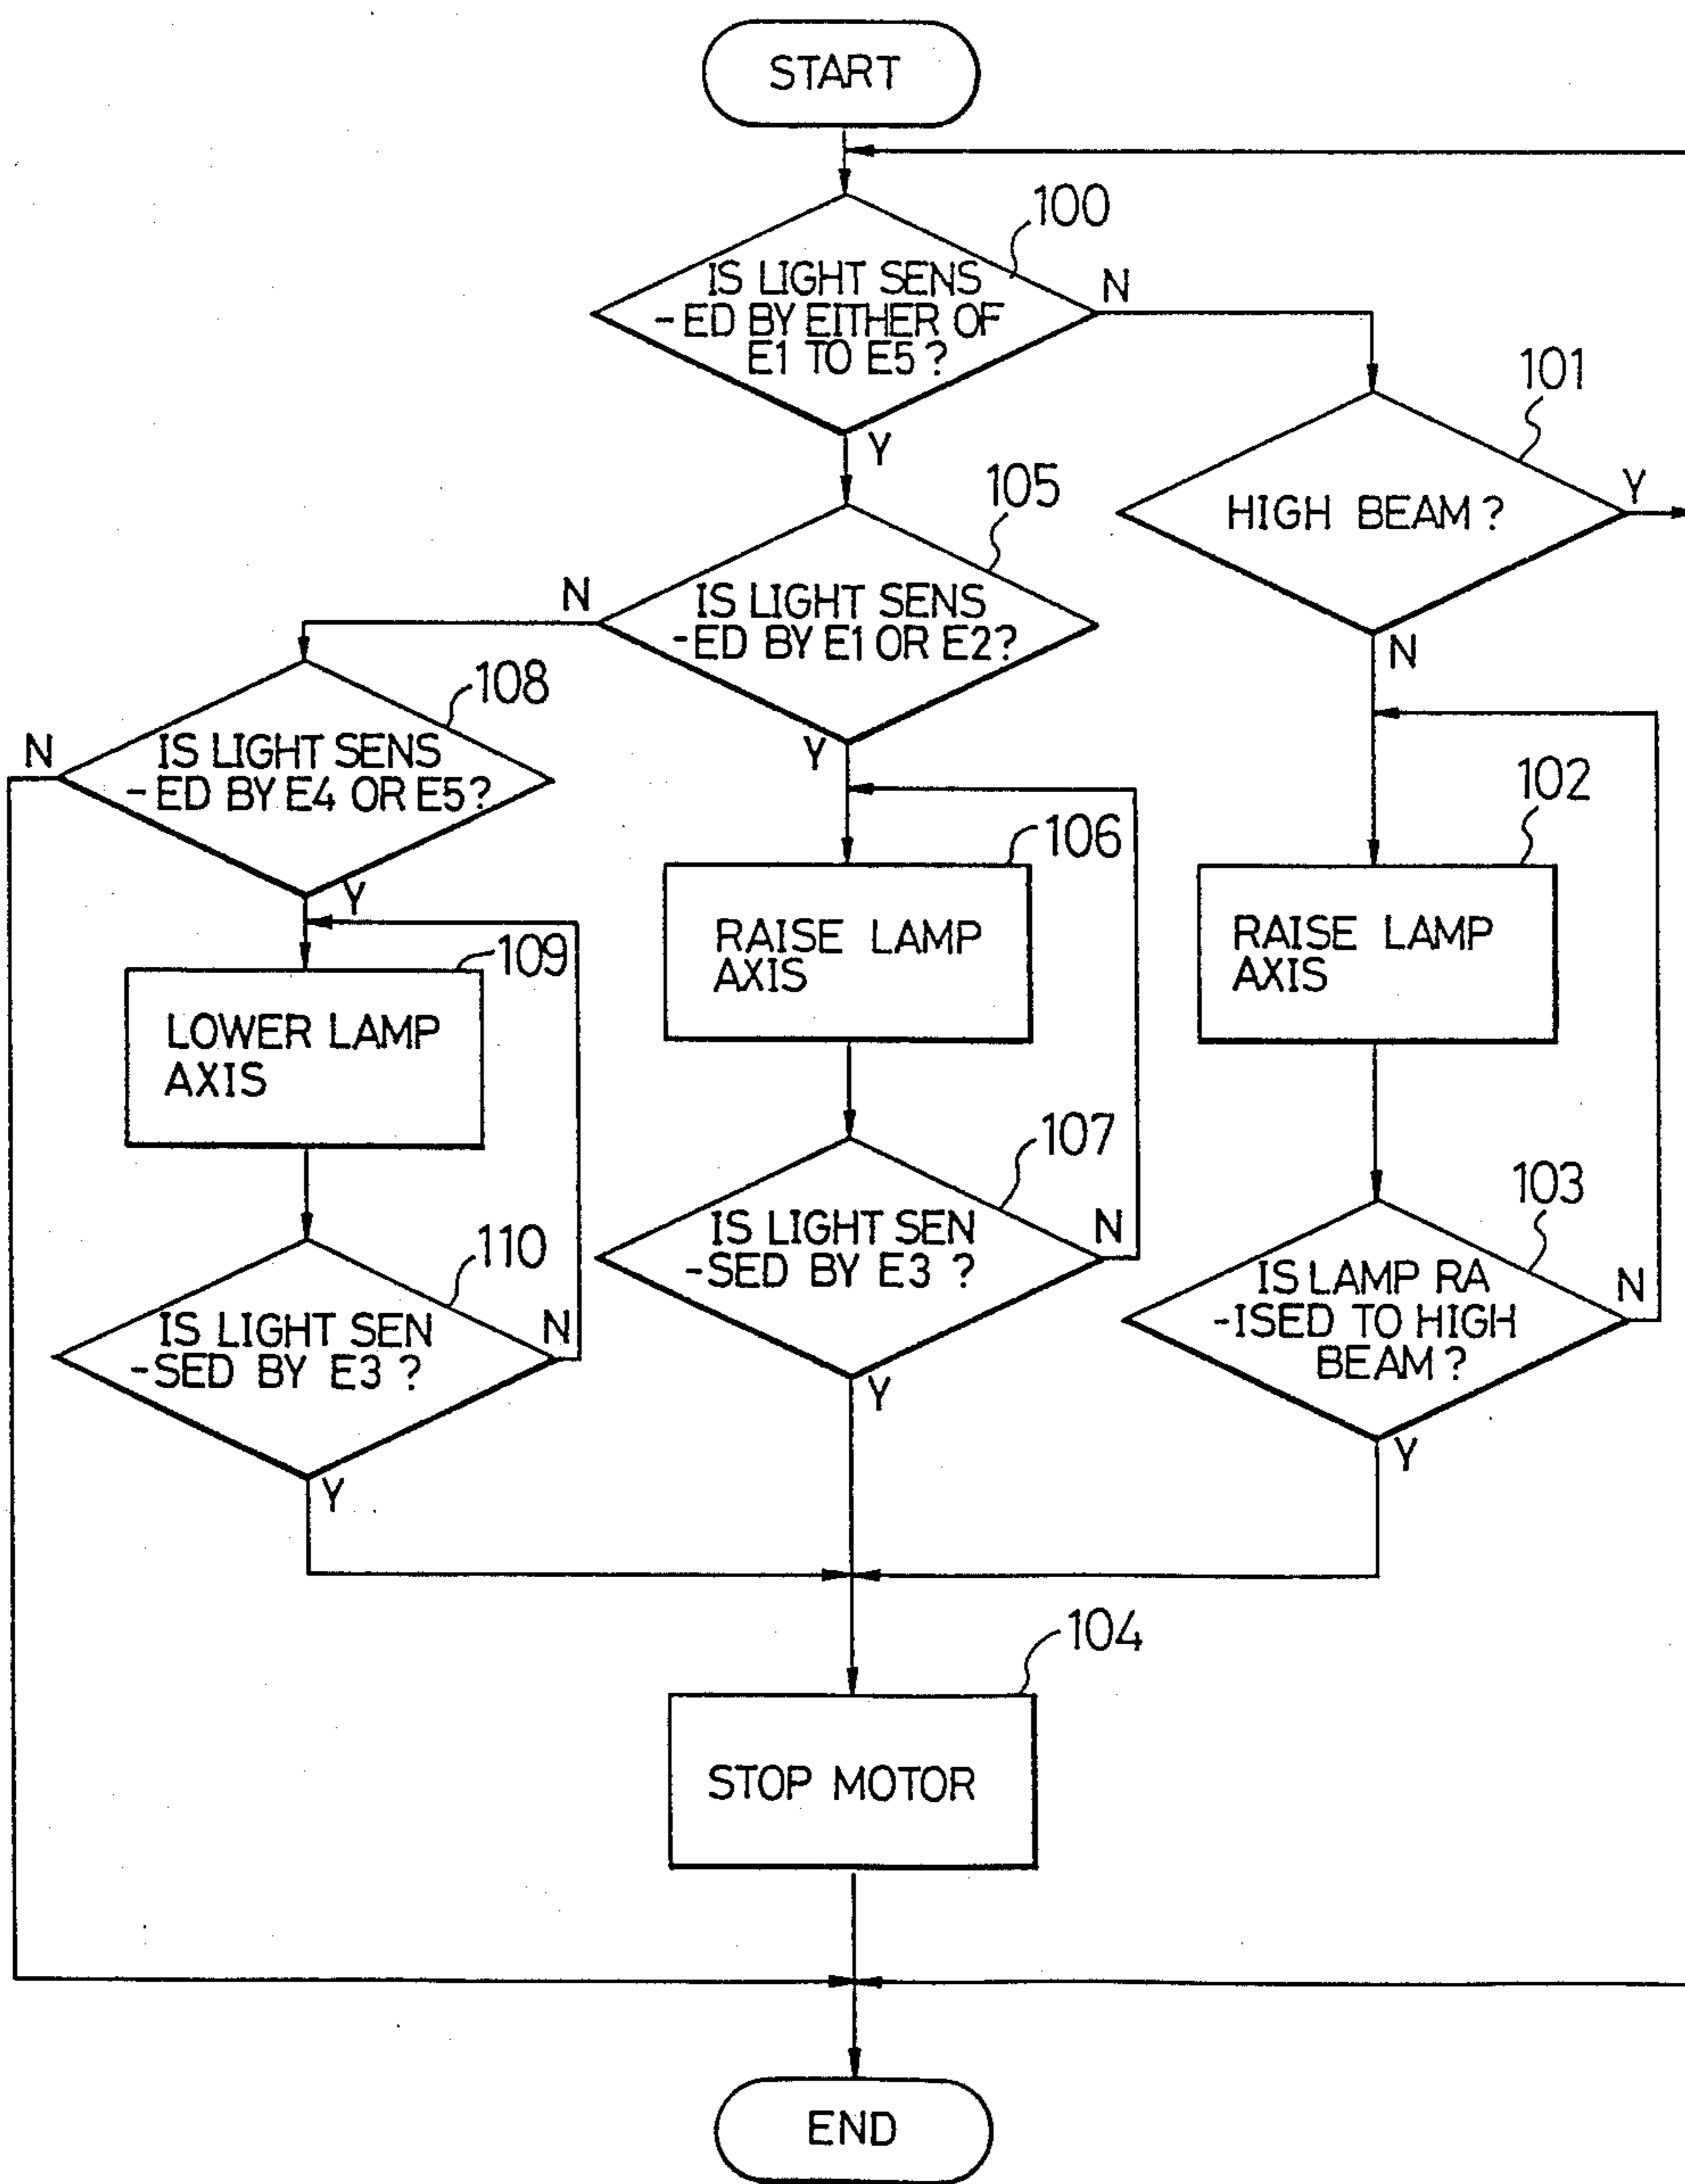 START
100
IS LIGHT SENS
-ED BY EITHER OF
E1 TO E5?
N
Y
101
HIGH BEAM?
Y
N
105
IS LIGHT SENS
-ED BY E1 OR E2?
N
Y
108
IS LIGHT SENS
-ED BY E4 OR E5?
N
Y
106
RAISE LAMP
AXIS
102
RAISE LAMP
AXIS
109
LOWER LAMP
AXIS
107
IS LIGHT SEN
-SED BY E3 ?
N
Y
103
IS LAMP RA
-ISED TO HIGH
BEAM?
N
Y
110
IS LIGHT SEN
-SED BY E3 ?
N
Y
104
STOP MOTOR
END